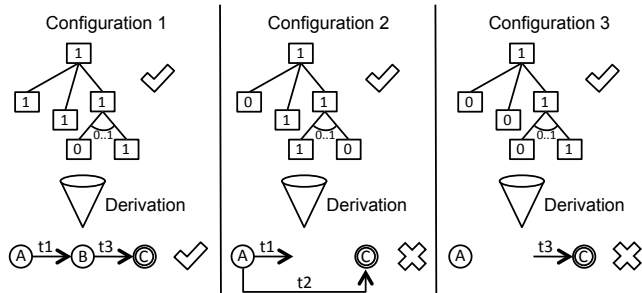 Configuration 1
1
1
1
1
0..1
0
1
Derivation
A t1 B t3 C
Configuration 2
1
0
1
1
0..1
1
0
Derivation
A t1 C
t2
Configuration 3
1
0
0
1
0..1
0
1
Derivation
A t3 C